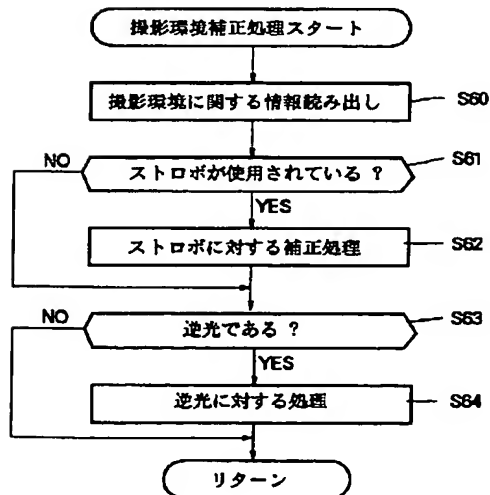 撮影環境補正処理スタート
撮影環境に関する情報読み出し
S60
ストロボが使用されている ?
S61
NO
YES
ストロボに対する補正処理
S62
逆光である ?
S63
NO
YES
逆光に対する処理
S64
リターン